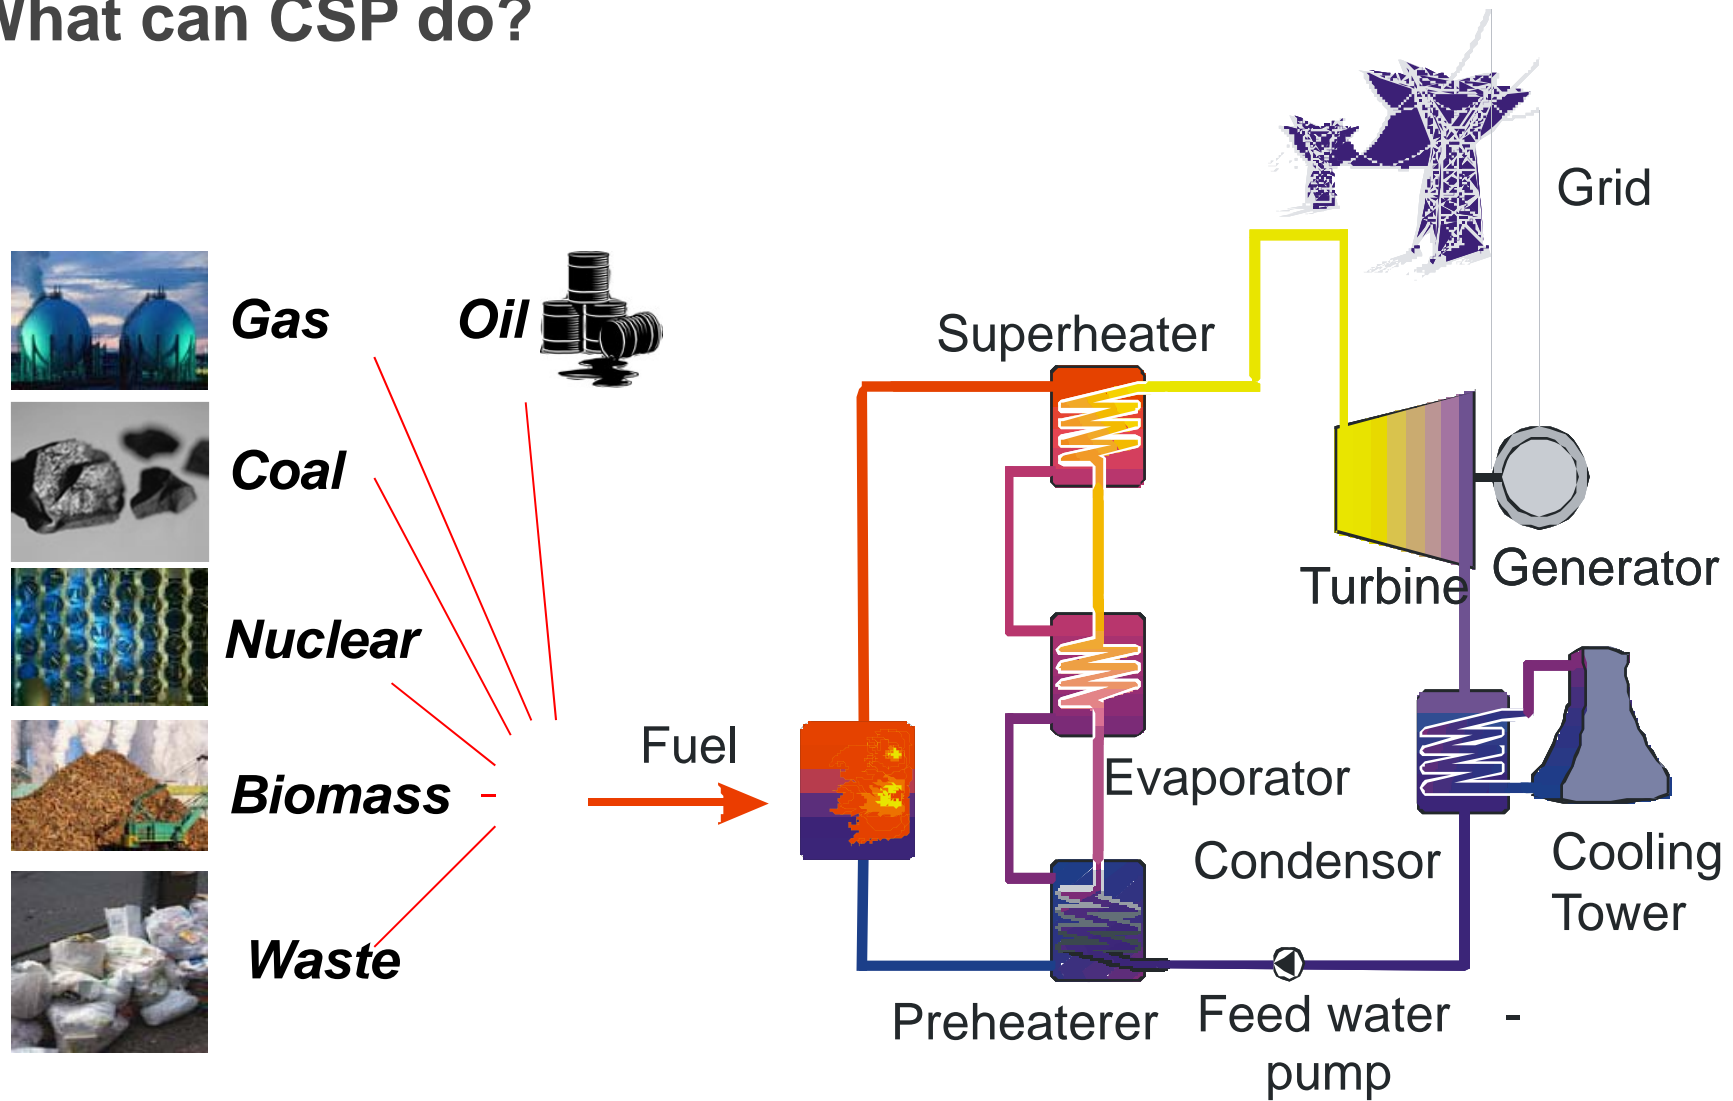 What can CSP do?
Grid
Gas
Oil
Superheater
Coal
Turbine
Generator
Nuclear
Fuel
Evaporator
Biomass -
Condensor
Cooling
Tower
Waste
Preheaterer
Feed water -
pump